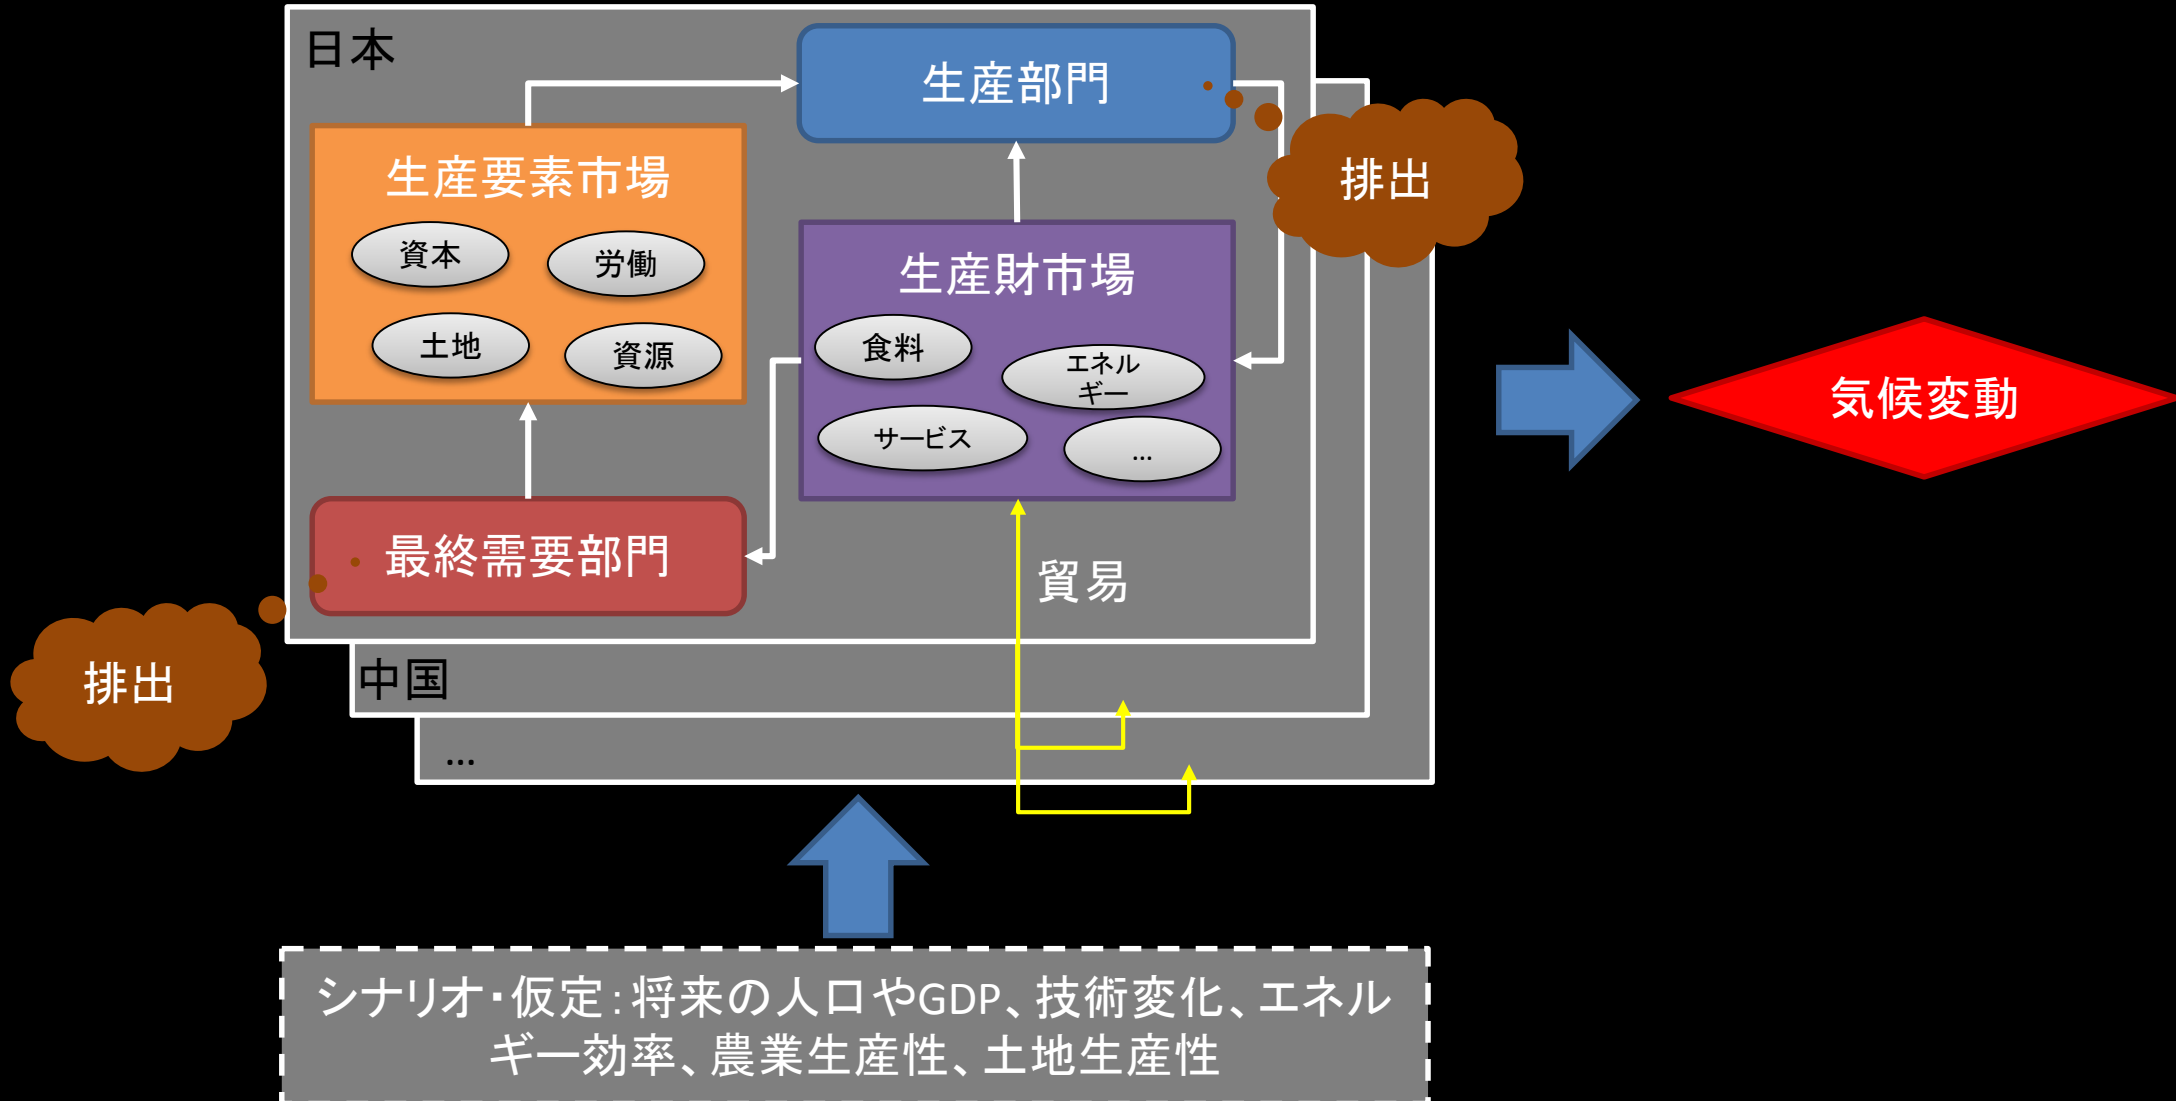 日本
生産部門
排出
生産要素市場
資本
労働
土地
資源
生産財市場
食料
エネル
ギー
サービス
...
気候変動
最終需要部門
貿易
排出
中国
...
シナリオ・仮定：将来の人口やGDP、技術変化、エネル
ギー効率、農業生産性、土地生産性